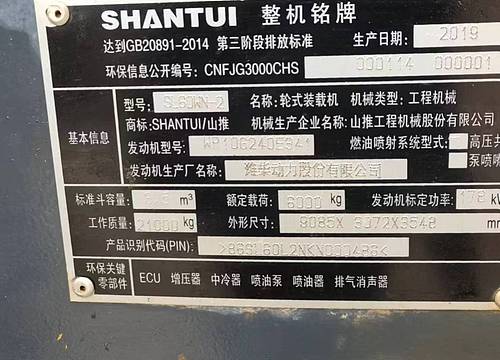 SHANTUI 整机铭牌
达到GB20891-2014 第三阶段排放标准 生产日期: 2019
环保信息公开编号: CNFJG3000CHS 000114 000001
型号: SL60WN-2 名称:轮式装载机 机械类型:工程机械
基本信息
商标:SHANTUI/山推 机械生产企业名称:山推工程机械股份有限公司
发动机型号: WP10G240E341 燃油喷射系统型式: 高压共
发动机生产厂名称: 潍柴动力股份有限公司 泵喷
标准斗容量: m³ 额定载荷: 6000 kg 发动机标定功率: 178 kW
工作质量: 21000 kg 外形尺寸: 9085X 3072X3548 mm
产品识别代码(PIN):
环保关键零部件
ECU 增压器 中冷器 喷油泵 喷油器 排气消声器